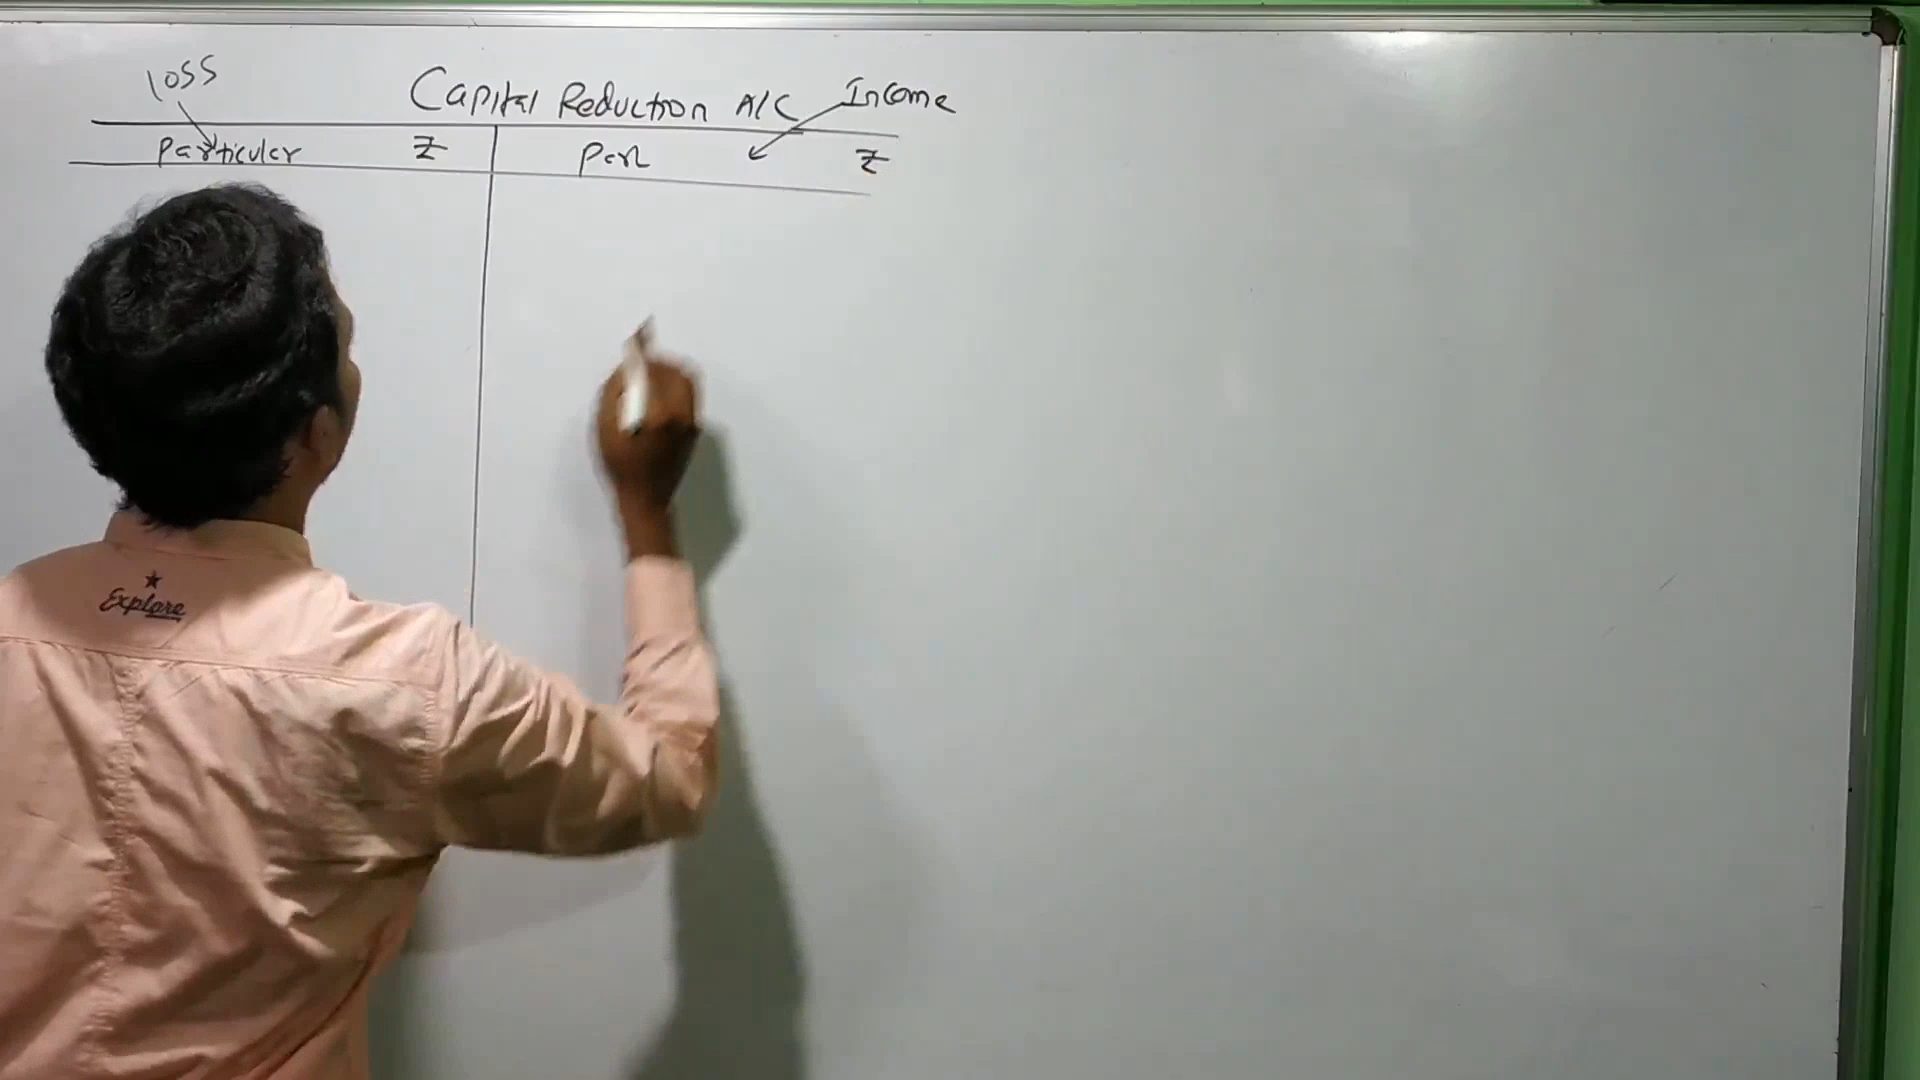 loss
Capital Reduction A/C
Income
Particular ₹ Par ₹
Explore